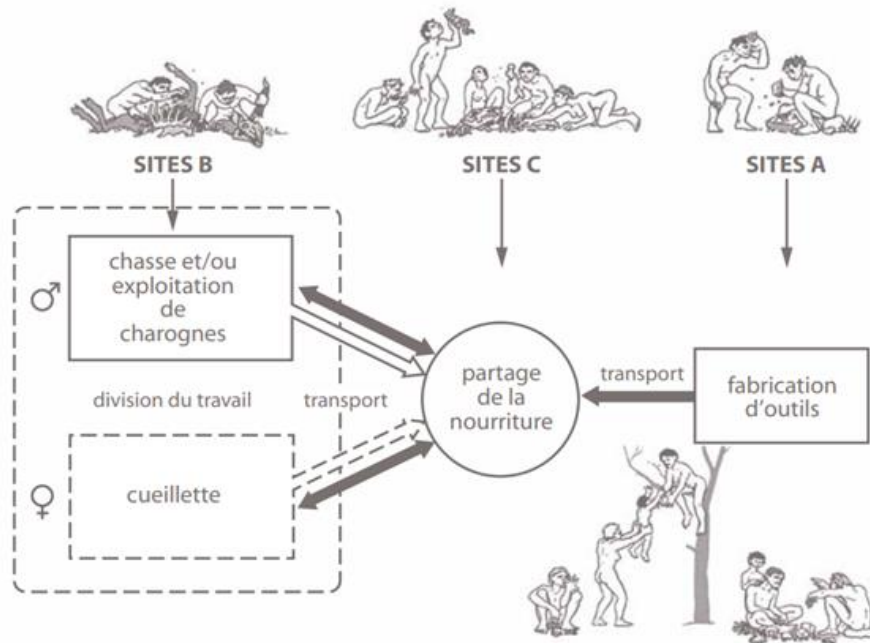 SITES B
SITES C
SITES A
♂
chasse et/ou
exploitation
de
charognes
division du travail
transport
♀
cueillette
partage
de la
nourriture
transport
fabrication
d'outils